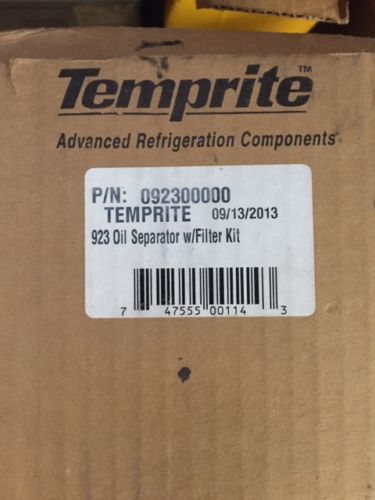 Temprite™
Advanced Refrigeration Components
P/N: 092300000
TEMPRITE 09/13/2013
923 Oil Separator w/Filter Kit
7 47555 00114 3